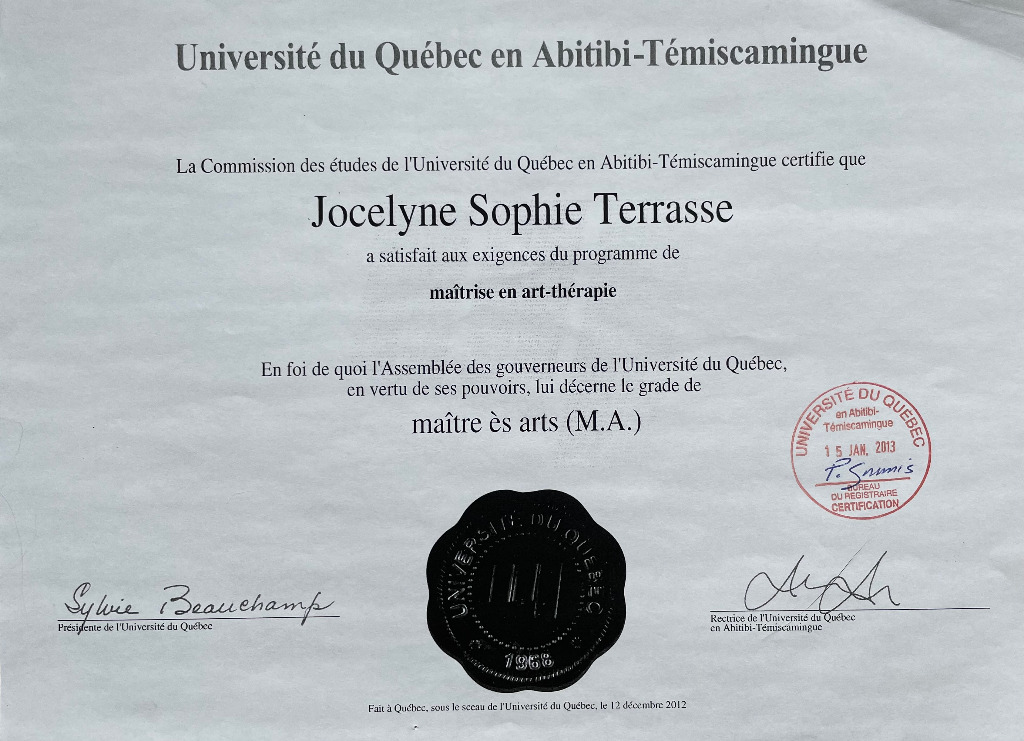 Université du Québec en Abitibi-Témiscamingue
La Commission des études de l'Université du Québec en Abitibi-Témiscamingue certifie que
Jocelyne Sophie Terrasse
a satisfait aux exigences du programme de
maîtrise en art-thérapie
En foi de quoi l'Assemblée des gouverneurs de l'Université du Québec,
en vertu de ses pouvoirs, lui décerne le grade de
maître ès arts (M.A.)
UNIVERSITÉ DU QUÉBEC
en Abitibi-
Témiscamingue
15 JAN. 2013
BUREAU
DU REGISTRAIRE
CERTIFICATION
UNIVERSITÉ DU QUÉBEC
1968
Sylvie Beauchamp
Présidente de l'Université du Québec
Rectrice de l'Université du Québec
en Abitibi-Témiscamingue
Fait à Québec, sous le sceau de l'Université du Québec, le 12 décembre 2012